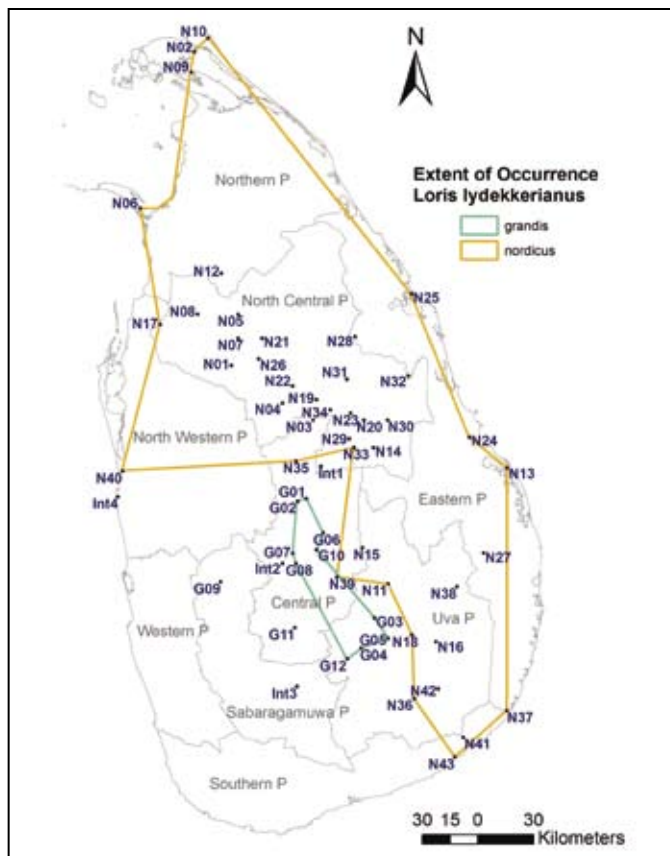 N10
N02
N09
N
Northern P
Extent of Occurrence
Loris lydekkerianus
grandis
nordicus
N06
N12
N25
N08
N05
North Central P
N17
N07
N21
N28
N01
N26
N22
N31
N32
N04
N19
N34
N03
N23
N20
N30
North Western P
N29
N33
N14
N24
N40
N35
Int1
N13
Int4
G01
G02
Eastern P
G06
G07
G10
N15
N27
Int2
G08
G09
N39
N11
N38
Central P
Western P
G03
Uva P
G11
G05
N18
N16
G12
G04
Int3
N42
N36
N37
Sabaragamuwa P
N41
N43
Southern P
30 15 0 30
Kilometers